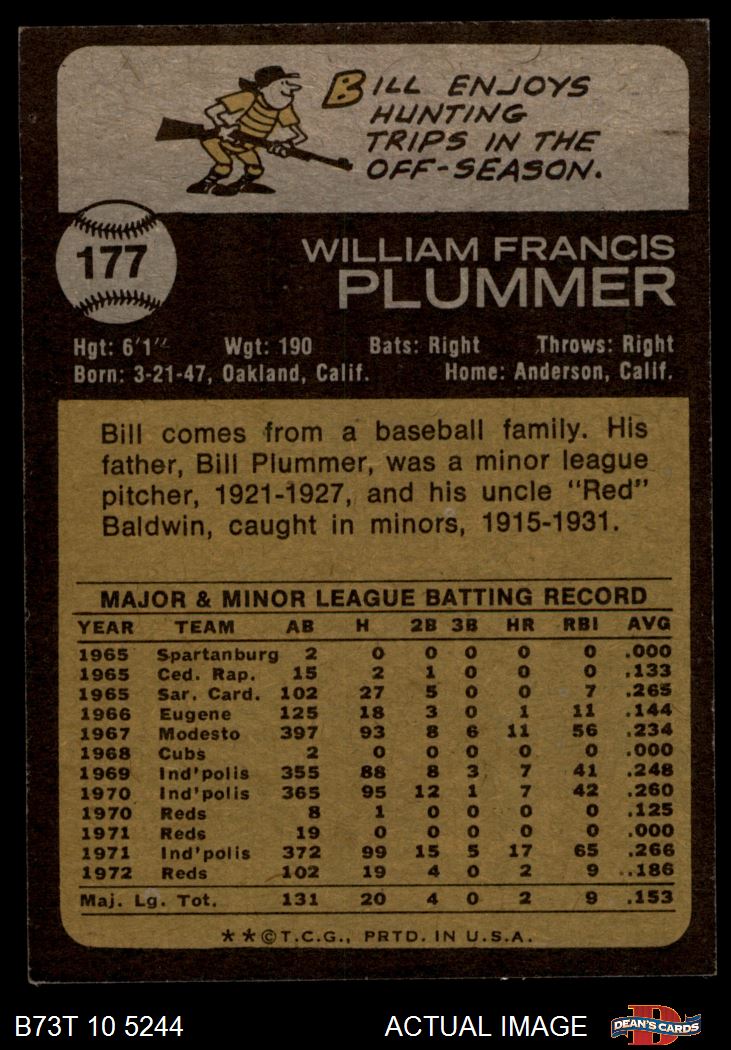 BILL ENJOYS
HUNTING
TRIPS IN THE
OFF-SEASON.
177
WILLIAM FRANCIS
PLUMMER
Hgt: 6'1" Wgt: 190 Bats: Right Throws: Right
Born: 3-21-47, Oakland, Calif. Home: Anderson, Calif.
Bill comes from a baseball family. His
father, Bill Plummer, was a minor league
pitcher, 1921-1927, and his uncle "Red"
Baldwin, caught in minors, 1915-1931.
MAJOR & MINOR LEAGUE BATTING RECORD
YEAR TEAM AB H 2B 3B HR RBI AVG
1965 Spartanburg 2 0 0 0 0 0 .000
1965 Ced. Rap. 15 2 1 0 0 0 .133
1965 Sar. Card. 102 27 5 0 0 7 .265
1966 Eugene 125 18 3 0 1 11 .144
1967 Modesto 397 93 8 6 11 56 .234
1968 Cubs 2 0 0 0 0 0 .000
1969 Ind'polis 355 88 8 3 7 41 .248
1970 Ind'polis 365 95 12 1 7 42 .260
1970 Reds 8 1 0 0 0 0 .125
1971 Reds 19 0 0 0 0 0 .000
1971 Ind'polis 372 99 15 5 17 65 .266
1972 Reds 102 19 4 0 2 9 ..186
Maj. Lg. Tot. 131 20 4 0 2 9 .153
**©T.C.G., PRTD. IN U.S.A.
B73T 10 5244 ACTUAL IMAGE D DEAN'S CARDS